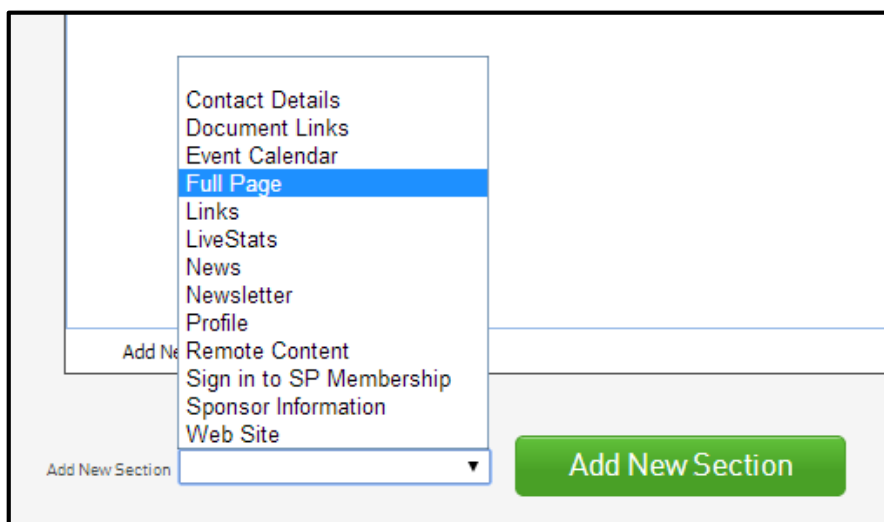 Contact Details
Document Links
Event Calendar
Full Page
Links
LiveStats
News
Newsletter
Profile
Add Ne
Remote Content
Sign in to SP Membership
Sponsor Information
Web Site
Add New Section
Add New Section